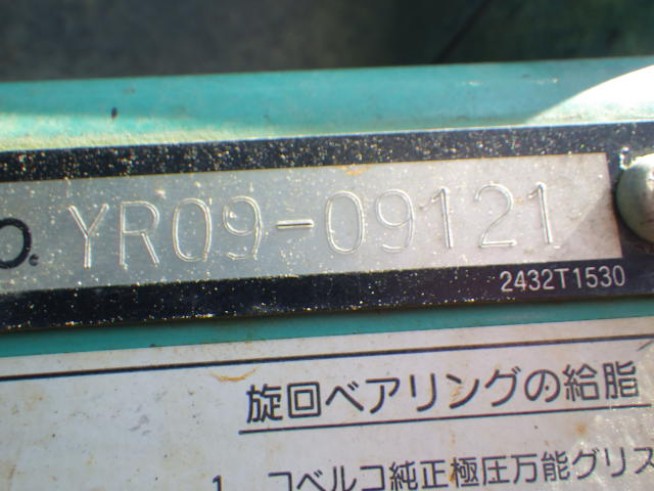 o. YR09-09121
2432T1530
旋回ベアリングの給脂
1. コベルコ純正極圧万能グリス